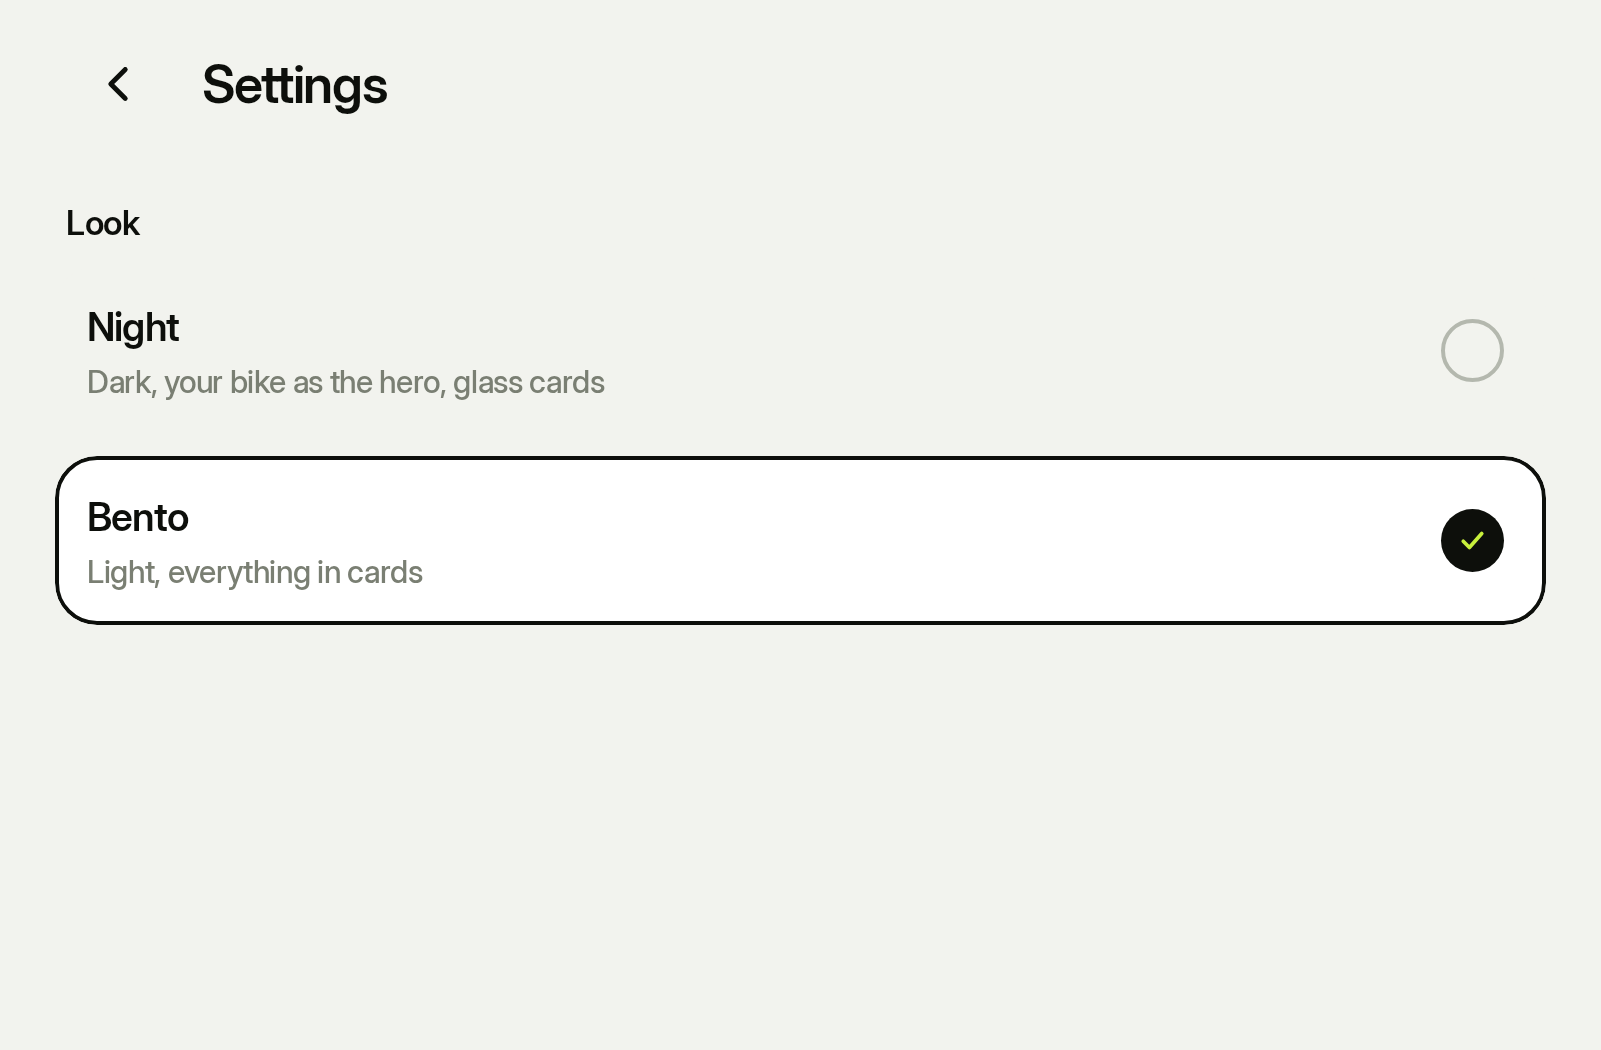 Settings
Look
Night
Dark, your bike as the hero, glass cards
Bento
Light, everything in cards